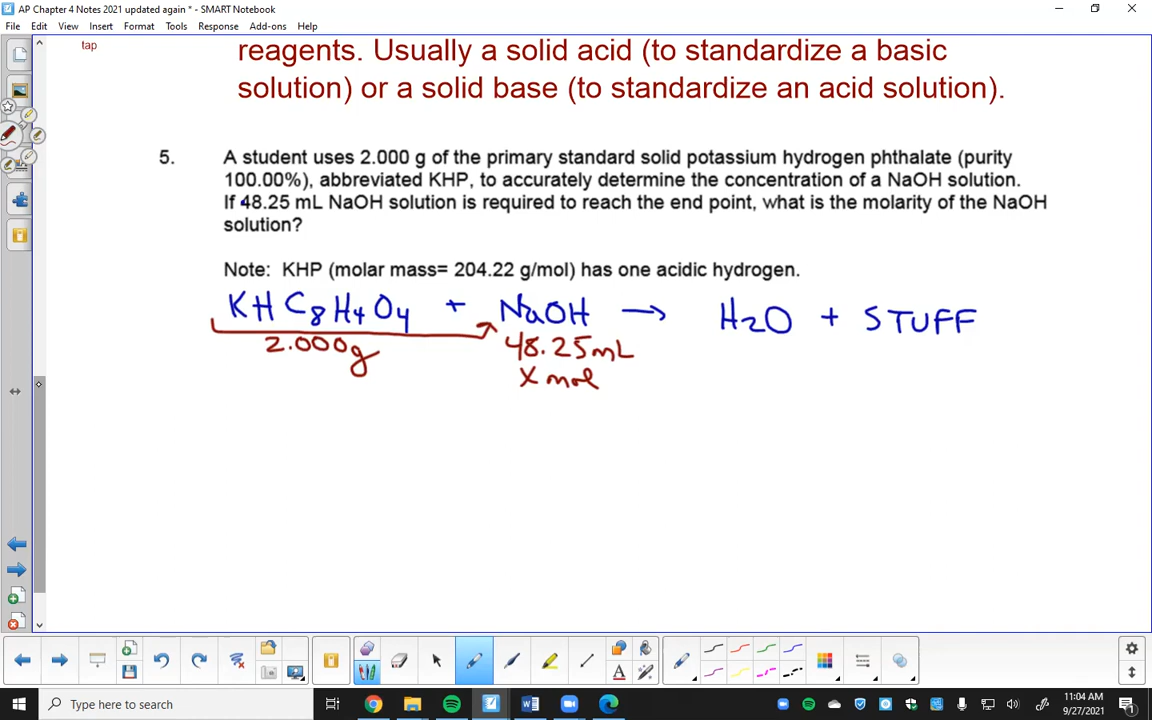 AP Chapter 4 Notes 2021 updated again * - SMART Notebook
File Edit View Insert Format Tools Response Add-ons Help
tap
reagents. Usually a solid acid (to standardize a basic
solution) or a solid base (to standardize an acid solution).
5. A student uses 2.000 g of the primary standard solid potassium hydrogen phthalate (purity
100.00%), abbreviated KHP, to accurately determine the concentration of a NaOH solution.
If 48.25 mL NaOH solution is required to reach the end point, what is the molarity of the NaOH
solution?
Note: KHP (molar mass= 204.22 g/mol) has one acidic hydrogen.
KHC8H4O4 + NaOH → H2O + STUFF
2.000g 48.25mL
X mol
A
Type here to search
11:04 AM
9/27/2021
1